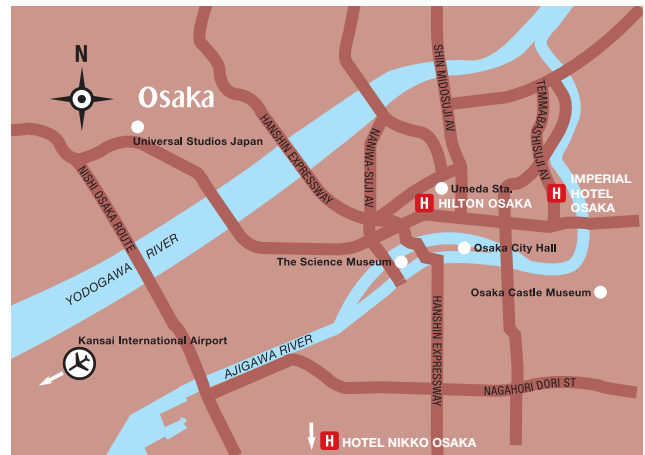 N
Osaka
Universal Studios Japan
HANSHIN EXPRESSWAY
NANIWA-SUJI AV
SHIN MIDOSUJI AV
TEMMABASHISUJI AV
NISHI OSAKA ROUTE
YODOGAWA RIVER
Umeda Sta.
H HILTON OSAKA
H IMPERIAL
HOTEL
OSAKA
Osaka City Hall
The Science Museum
Osaka Castle Museum
HANSHIN EXPRESSWAY
Kansai International Airport
AJIGAWA RIVER
NAGAHORI DORI ST
H HOTEL NIKKO OSAKA